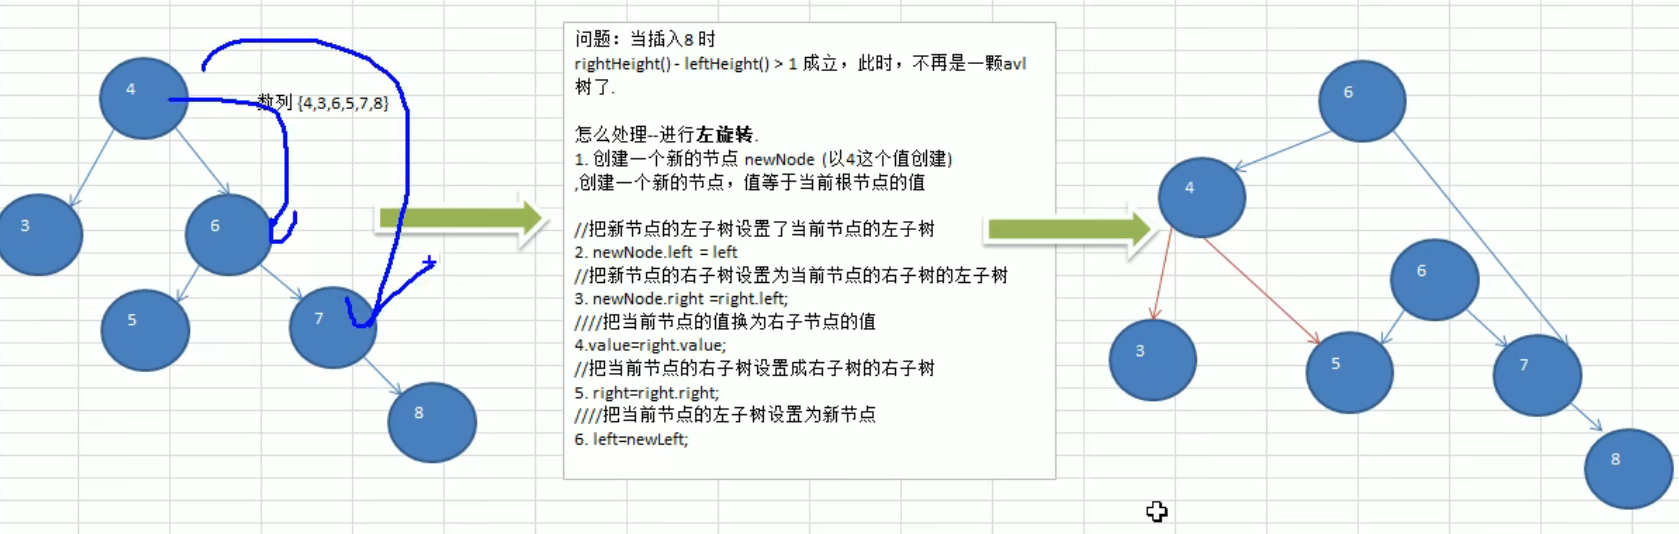 4
数列 {4,3,6,5,7,8}
3
6
5
7
8
问题：当插入8 时
rightHeight() - leftHeight() > 1 成立，此时，不再是一颗avl
树了.
怎么处理--进行左旋转.
1. 创建一个新的节点 newNode (以4这个值创建)
,创建一个新的节点，值等于当前根节点的值
//把新节点的左子树设置了当前节点的左子树
2. newNode.left = left
//把新节点的右子树设置为当前节点的右子树的左子树
3. newNode.right =right.left;
////把当前节点的值换为右子节点的值
4.value=right.value;
//把当前节点的右子树设置成右子树的右子树
5. right=right.right;
////把当前节点的左子树设置为新节点
6. left=newLeft;
6
4
6
3
5
7
8